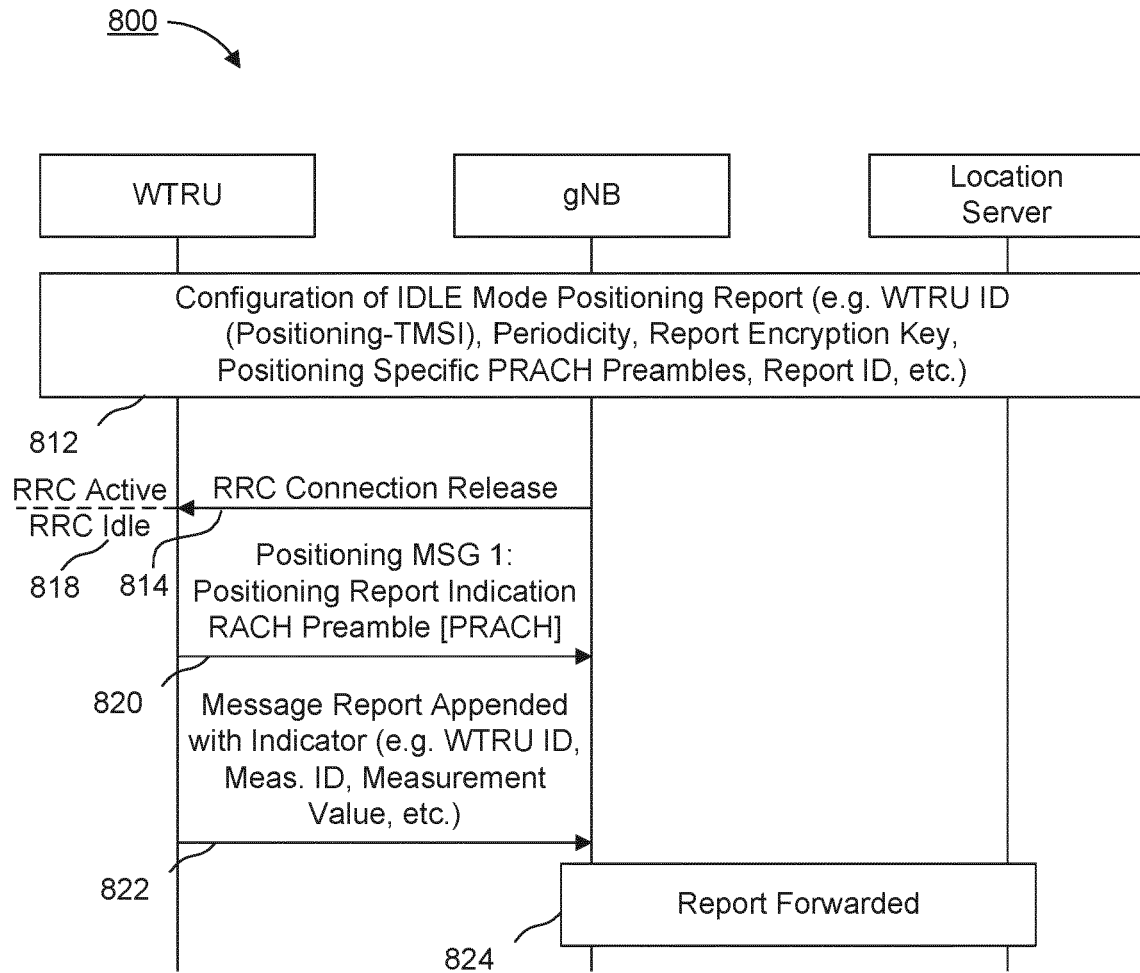 800
WTRU
gNB
Location
Server
Configuration of IDLE Mode Positioning Report (e.g. WTRU ID
(Positioning-TMSI), Periodicity, Report Encryption Key,
Positioning Specific PRACH Preambles, Report ID, etc.)
812
RRC Active
RRC Connection Release
RRC Idle
818
814
Positioning MSG 1:
Positioning Report Indication
RACH Preamble [PRACH]
820
Message Report Appended
with Indicator (e.g. WTRU ID,
Meas. ID, Measurement
Value, etc.)
822
Report Forwarded
824